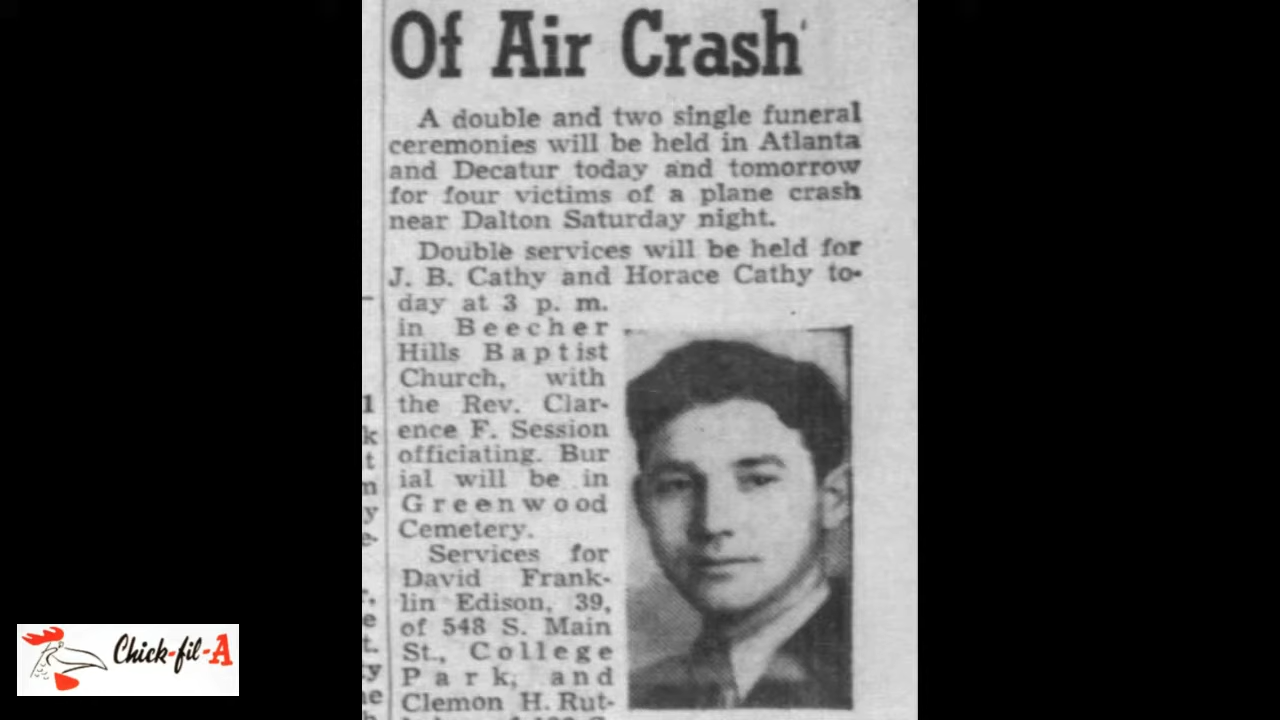 Of Air Crash
A double and two single funeral
ceremonies will be held in Atlanta
and Decatur today and tomorrow
for four victims of a plane crash
near Dalton Saturday night.
Double services will be held for
J. B. Cathy and Horace Cathy to-
day at 3 p. m.
in Beecher
Hills Baptist
Church, with
the Rev. Clar-
ence F. Session
officiating. Bur
ial will be in
Greenwood
Cemetery.
Services for
David Frank-
lin Edison, 39,
of 548 S. Main
St., College
Park, and
Clemon H. Rut-
Chick-fil-A